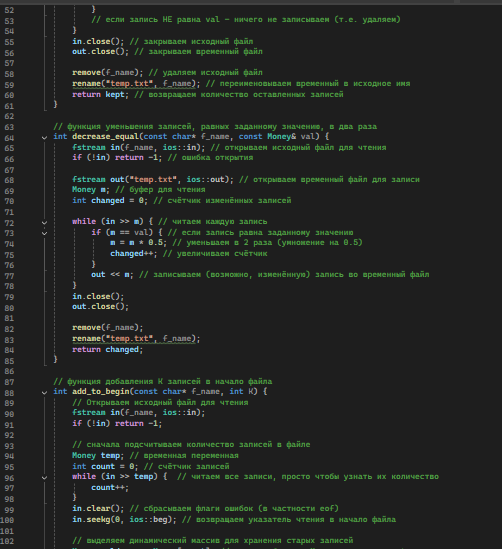 52 }
53 // если запись НЕ равна val – ничего не записываем (т.е. удаляем)
54 }
55 in.close(); // закрываем исходный файл
56 out.close(); // закрываем временный файл
57
58 remove(f_name); // удаляем исходный файл
59 rename("temp.txt", f_name); // переименовываем временный в исходное имя
60 return kept; // возвращаем количество оставленных записей
61 }
62
63 // функция уменьшения записей, равных заданному значению, в два раза
64 int decrease_equal(const char* f_name, const Money& val) {
65 fstream in(f_name, ios::in); // открываем исходный файл для чтения
66 if (!in) return -1; // ошибка открытия
67
68 fstream out("temp.txt", ios::out); // открываем временный файл для записи
69 Money m; // буфер для чтения
70 int changed = 0; // счётчик изменённых записей
71
72 while (in >> m) { // читаем каждую запись
73 if (m == val) { // если запись равна заданному значению
74 m = m * 0.5; // уменьшаем в 2 раза (умножение на 0.5)
75 changed++; // увеличиваем счётчик
76 }
77 out << m; // записываем (возможно, изменённую) запись во временный файл
78 }
79 in.close();
80 out.close();
81
82 remove(f_name);
83 rename("temp.txt", f_name);
84 return changed;
85 }
86
87 // функция добавления К записей в начало файла
88 int add_to_begin(const char* f_name, int K) {
89 // Открываем исходный файл для чтения
90 fstream in(f_name, ios::in);
91 if (!in) return -1;
92
93 // сначала подсчитываем количество записей в файле
94 Money temp; // временная переменная
95 int count = 0; // счётчик записей
96 while (in >> temp) { // читаем все записи, просто чтобы узнать их количество
97 count++;
98 }
99 in.clear(); // сбрасываем флаги ошибок (в частности eof)
100 in.seekg(0, ios::beg); // возвращаем указатель чтения в начало файла
101
102 // выделяем динамический массив для хранения старых записей